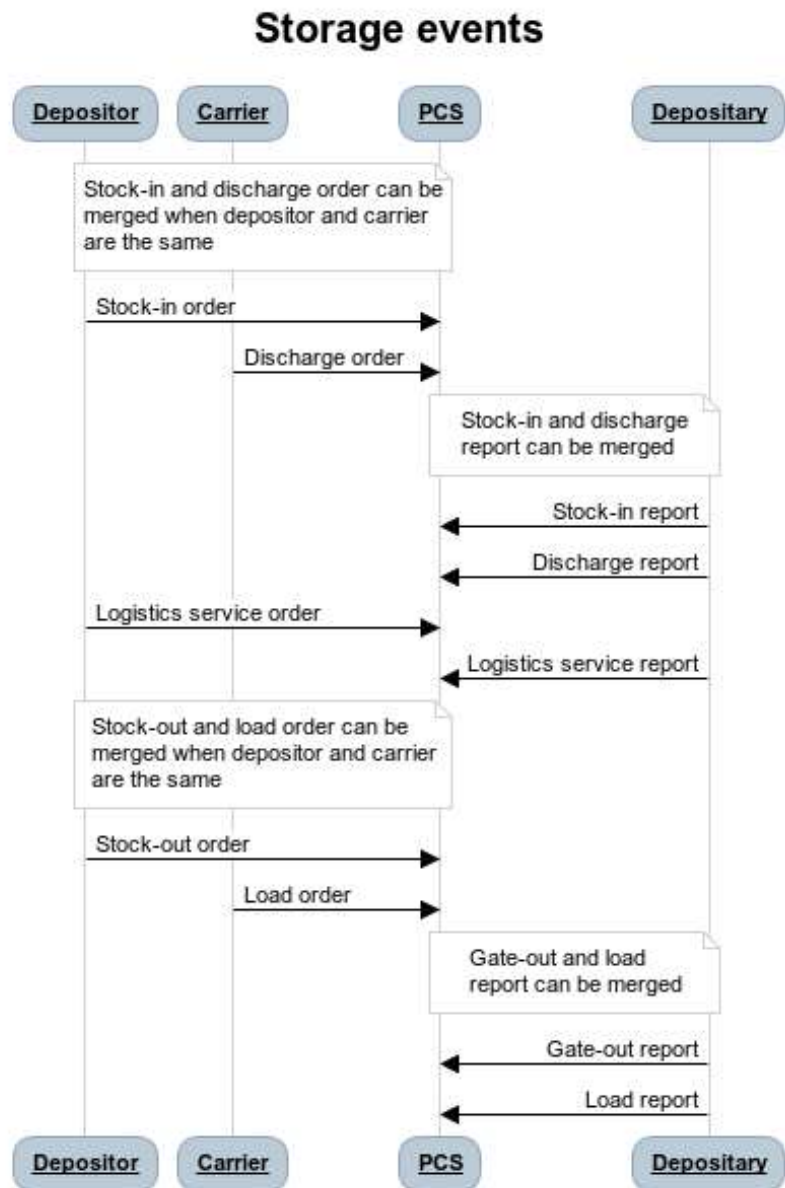 Storage events
Depositor
Carrier
PCS
Depositary
Stock-in and discharge order can be
merged when depositor and carrier
are the same
Stock-in order
Discharge order
Stock-in and discharge
report can be merged
Stock-in report
Discharge report
Logistics service order
Logistics service report
Stock-out and load order can be
merged when depositor and carrier
are the same
Stock-out order
Load order
Gate-out and load
report can be merged
Gate-out report
Load report
Depositor
Carrier
PCS
Depositary